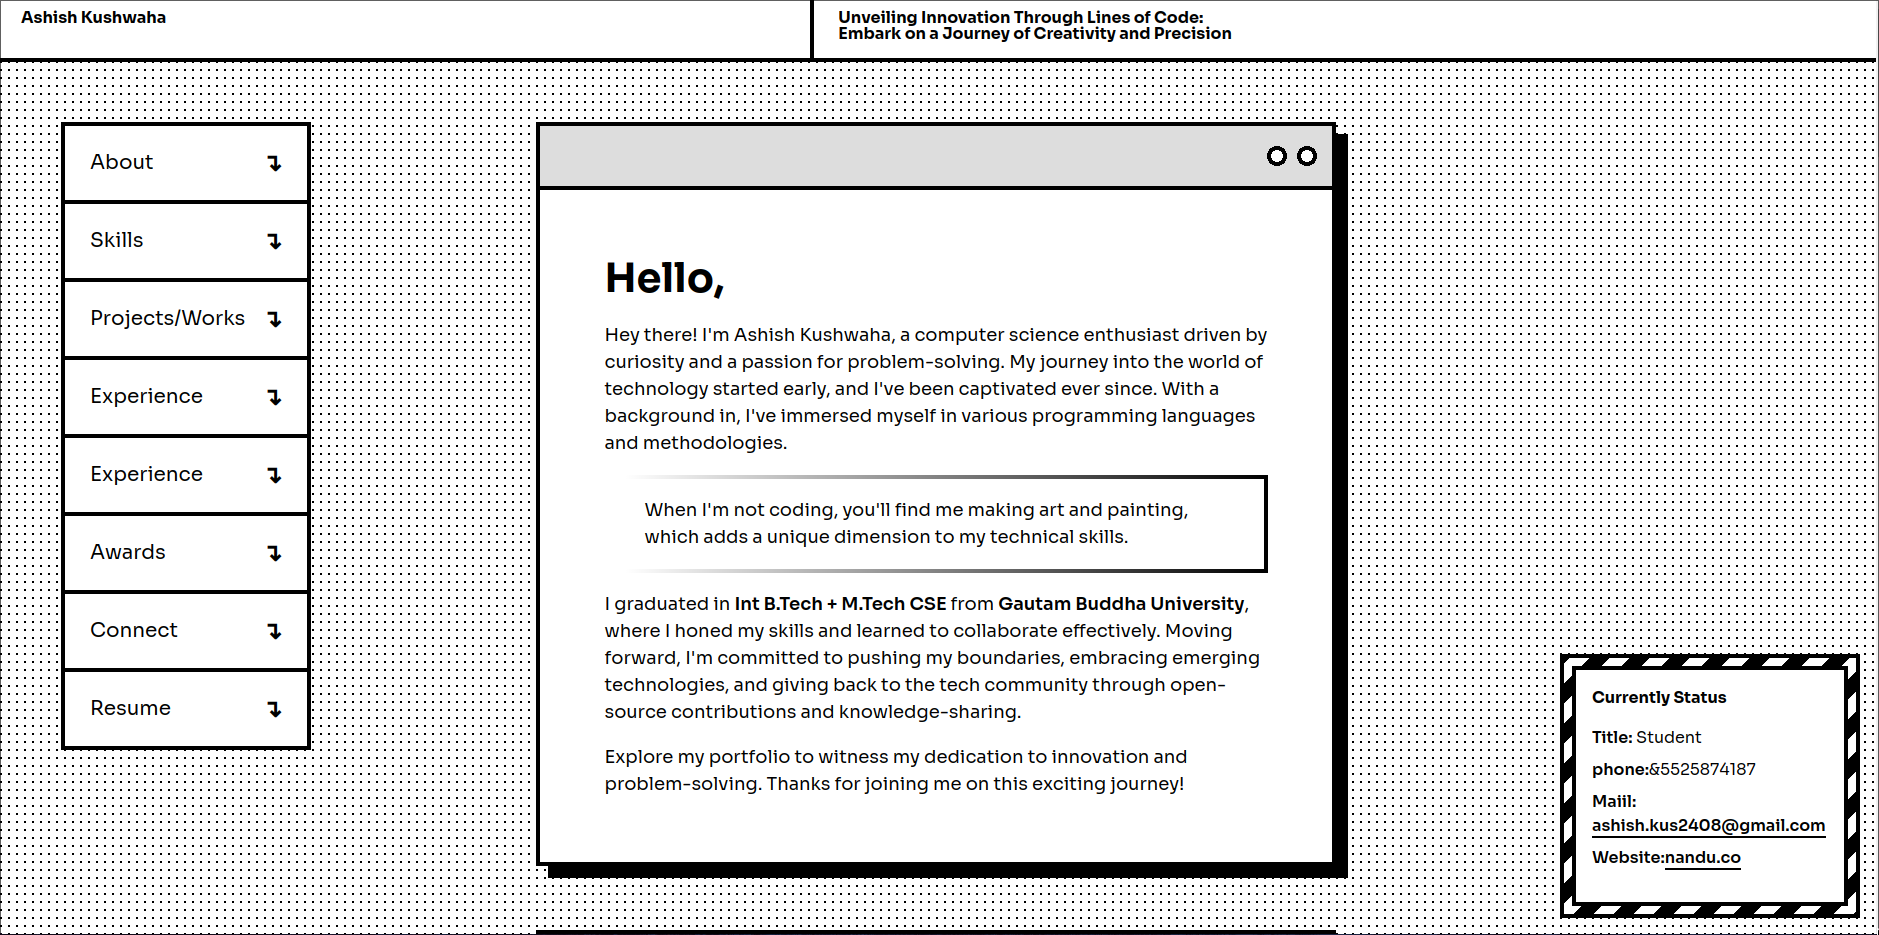 Ashish Kushwaha
Unveiling Innovation Through Lines of Code:
Embark on a Journey of Creativity and Precision
About
Skills
Projects/Works
Experience
Experience
Awards
Connect
Resume
Hello,
Hey there! I'm Ashish Kushwaha, a computer science enthusiast driven by
curiosity and a passion for problem-solving. My journey into the world of
technology started early, and I've been captivated ever since. With a
background in, I've immersed myself in various programming languages
and methodologies.
When I'm not coding, you'll find me making art and painting,
which adds a unique dimension to my technical skills.
I graduated in Int B.Tech + M.Tech CSE from Gautam Buddha University,
where I honed my skills and learned to collaborate effectively. Moving
forward, I'm committed to pushing my boundaries, embracing emerging
technologies, and giving back to the tech community through open-
source contributions and knowledge-sharing.
Explore my portfolio to witness my dedication to innovation and
problem-solving. Thanks for joining me on this exciting journey!
Currently Status
Title: Student
phone:&5525874187
Maiil:
ashish.kus2408@gmail.com
Website:nandu.co